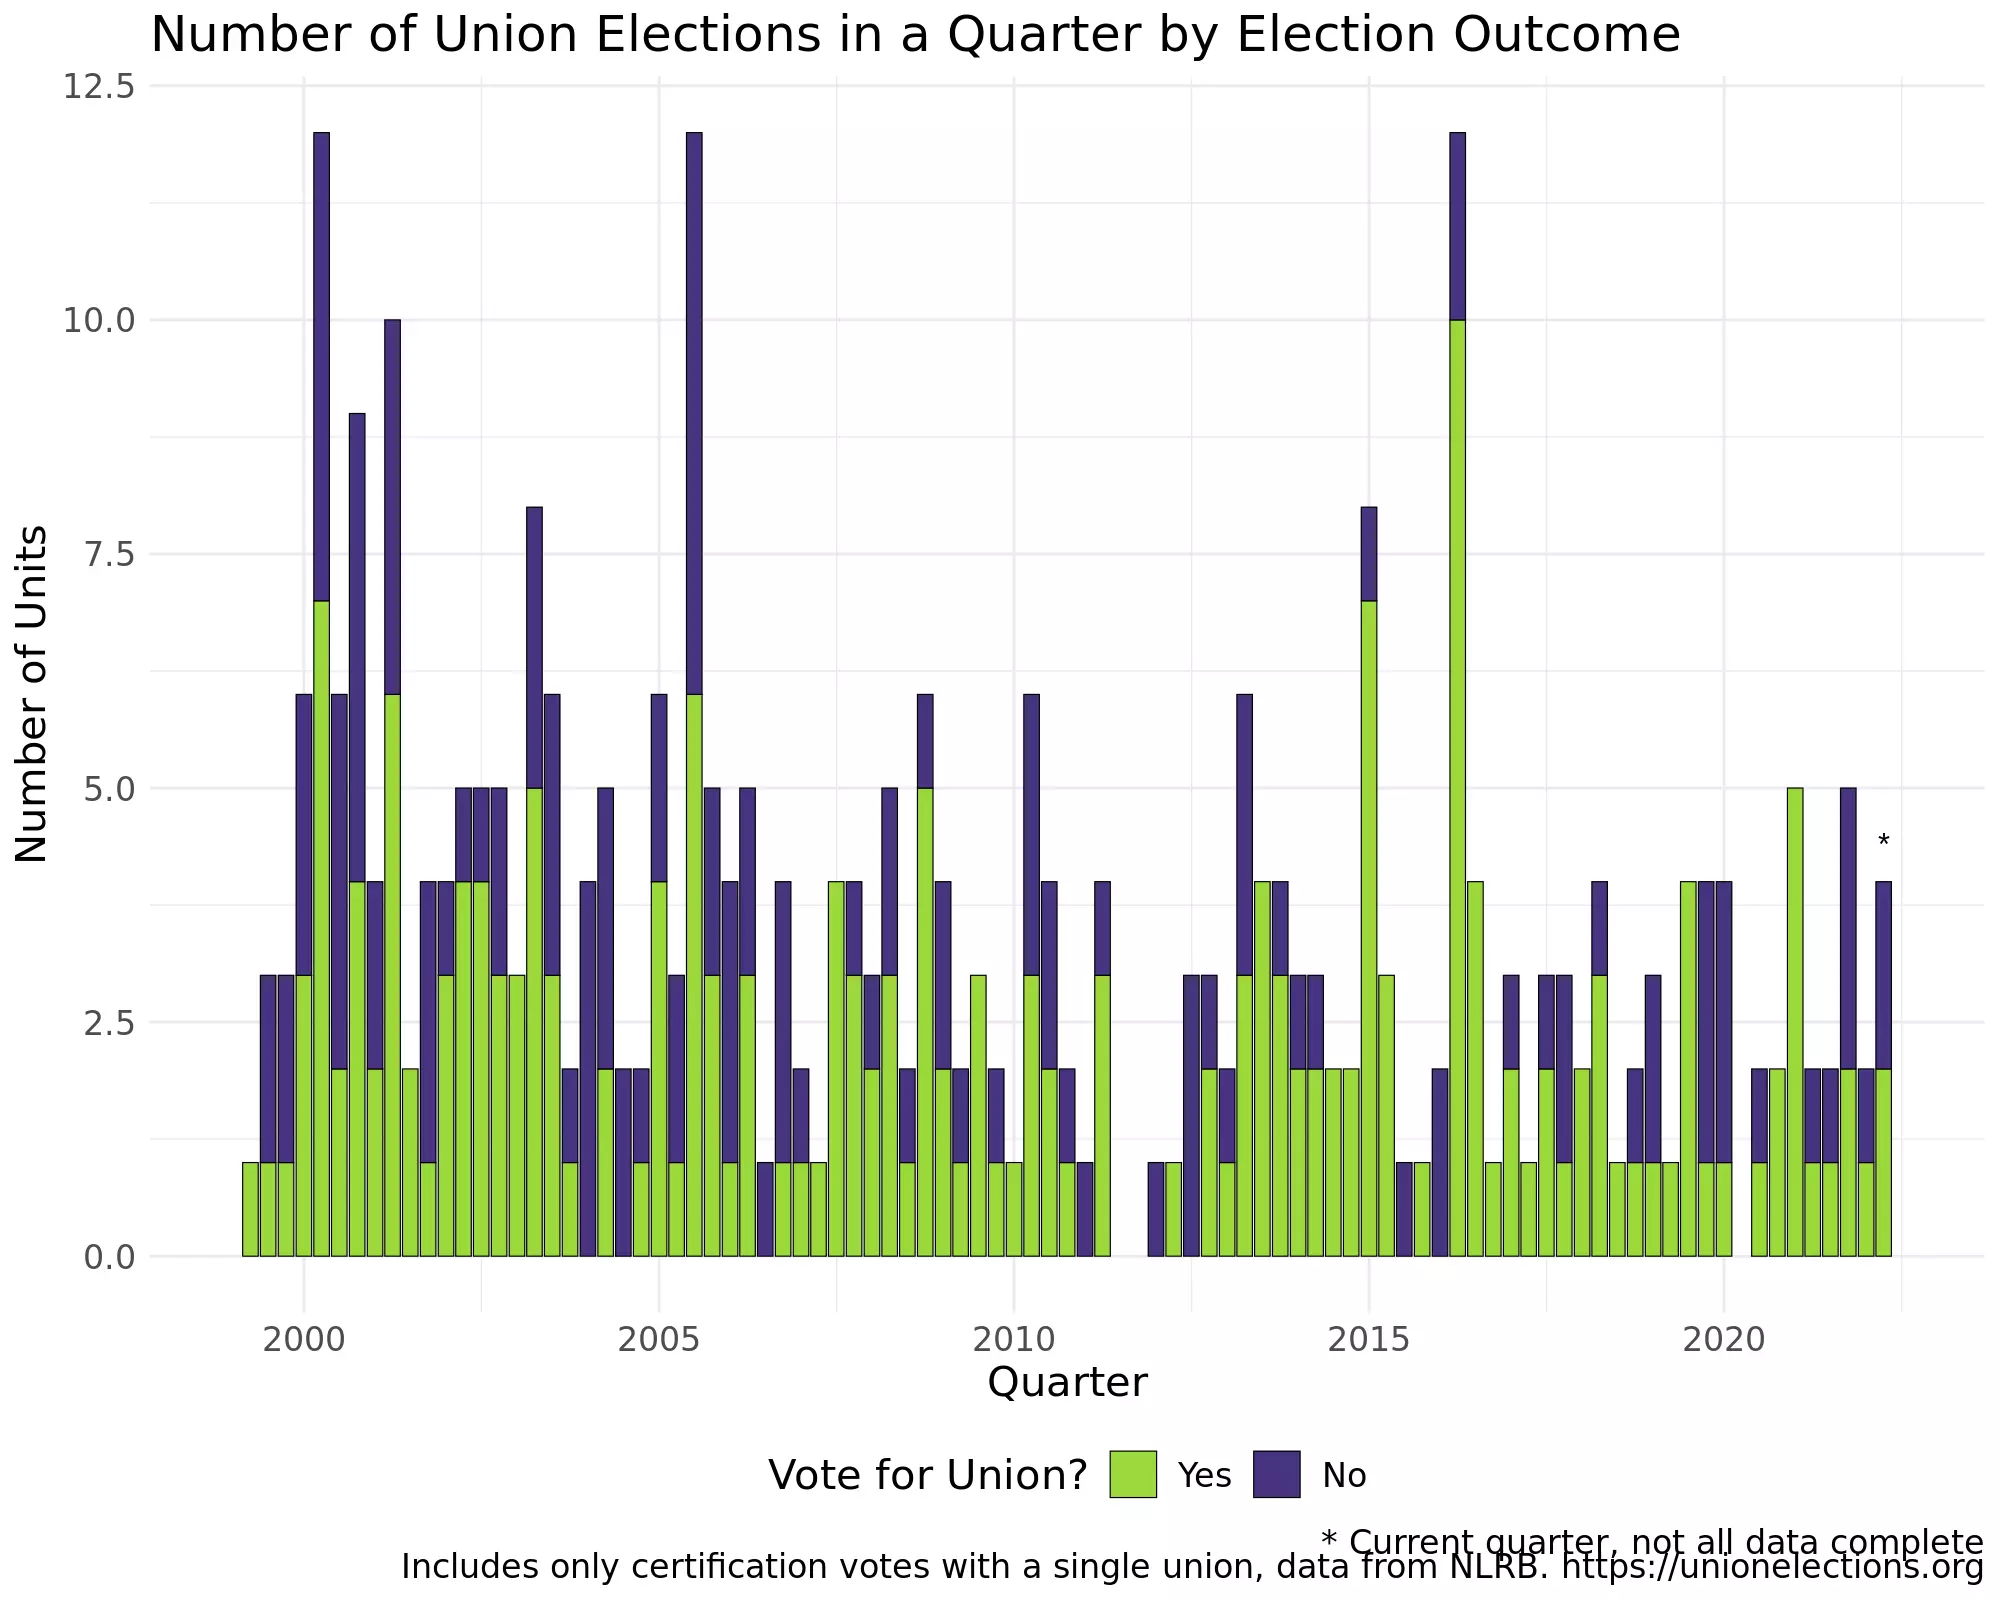 Number of Union Elections in a Quarter by Election Outcome
12.5
10.0
7.5
5.0
2.5
0.0
Number of Units
*
2000 2005 2010 2015 2020
Quarter
Vote for Union? Yes No
* Current quarter, not all data complete
Includes only certification votes with a single union, data from NLRB. https://unionelections.org